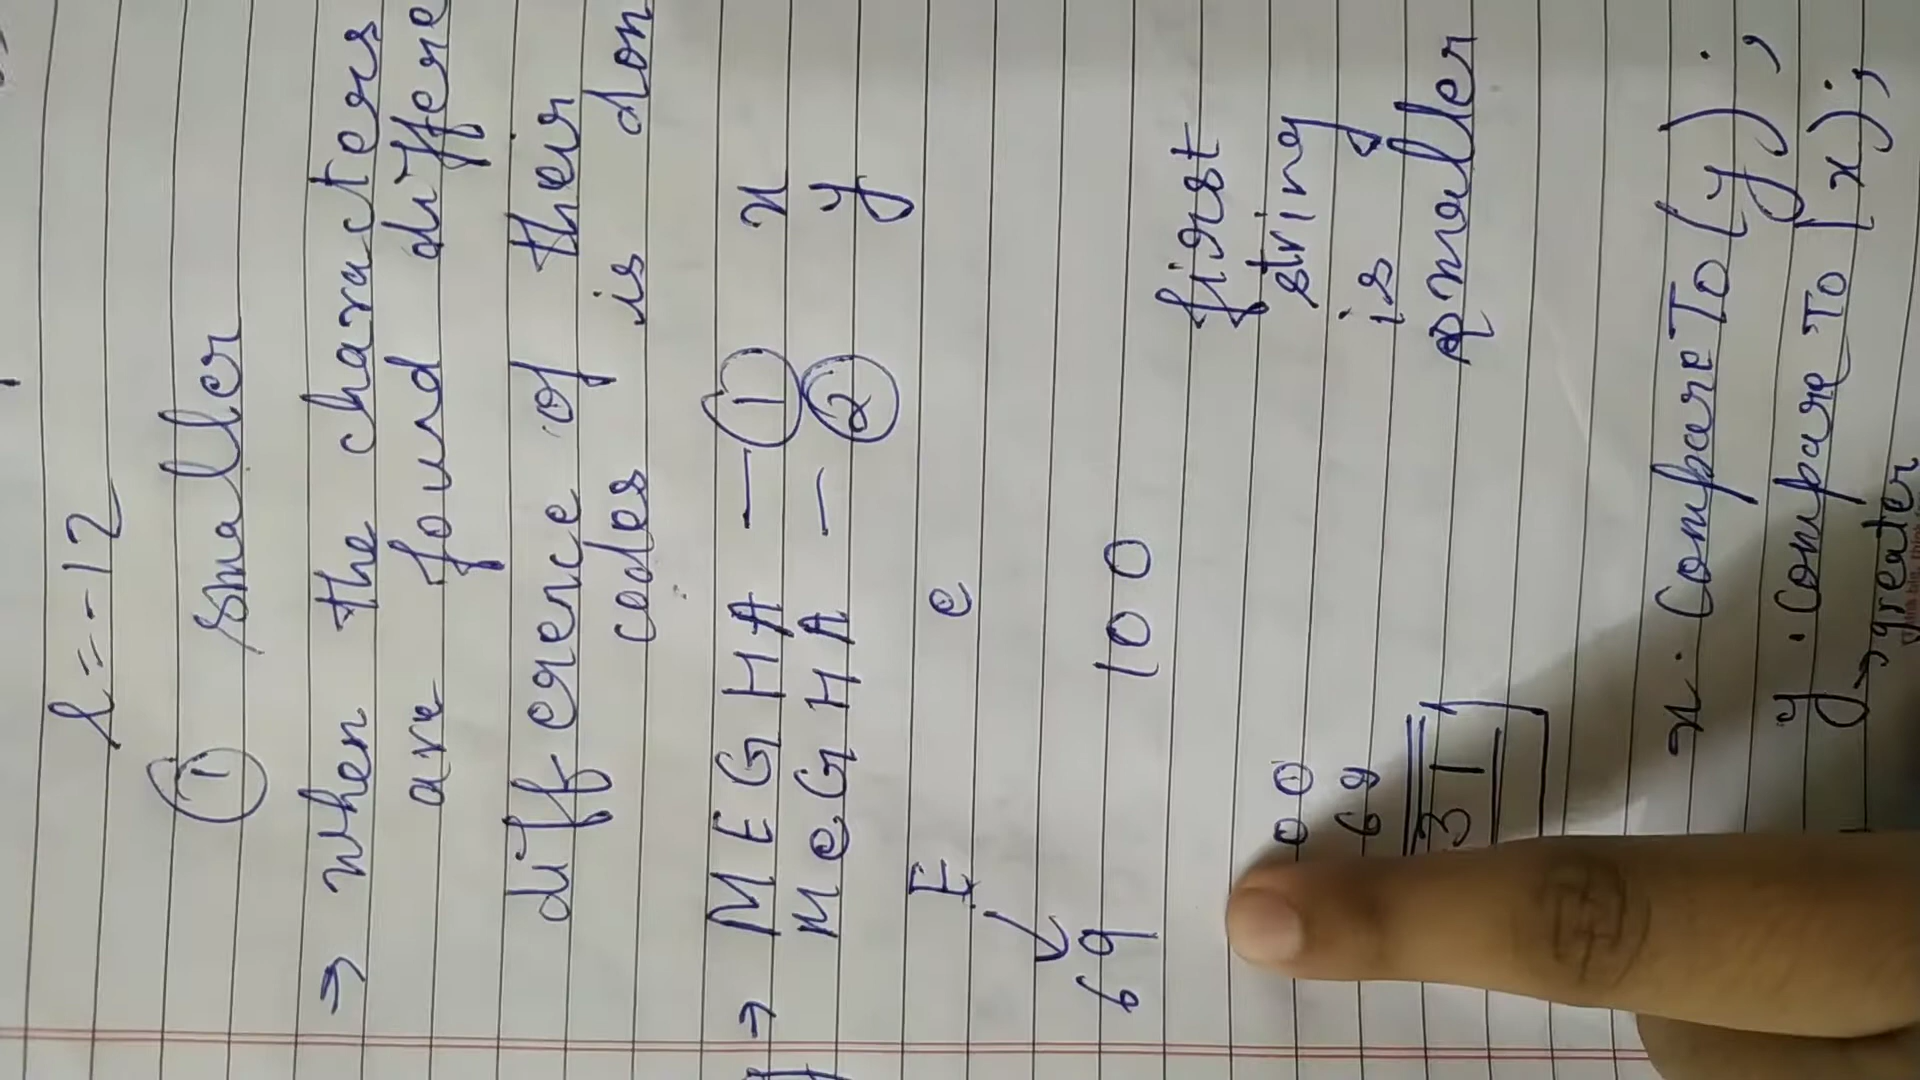 h = -12
① smaller
→ when the characters
are found differe
difference of their
codes is don
→ MEGHA — ① x
MeGHA — ② y
E e
69 100
first
string
is
smaller
00
69
31
x. CompareTo (y);
y. CompareTo (x);
y → greater